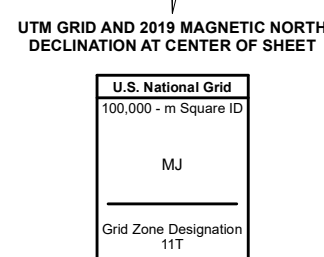 UTM GRID AND 2019 MAGNETIC NORTH
DECLINATION AT CENTER OF SHEET
U.S. National Grid
100,000 - m Square ID
MJ
Grid Zone Designation
11T